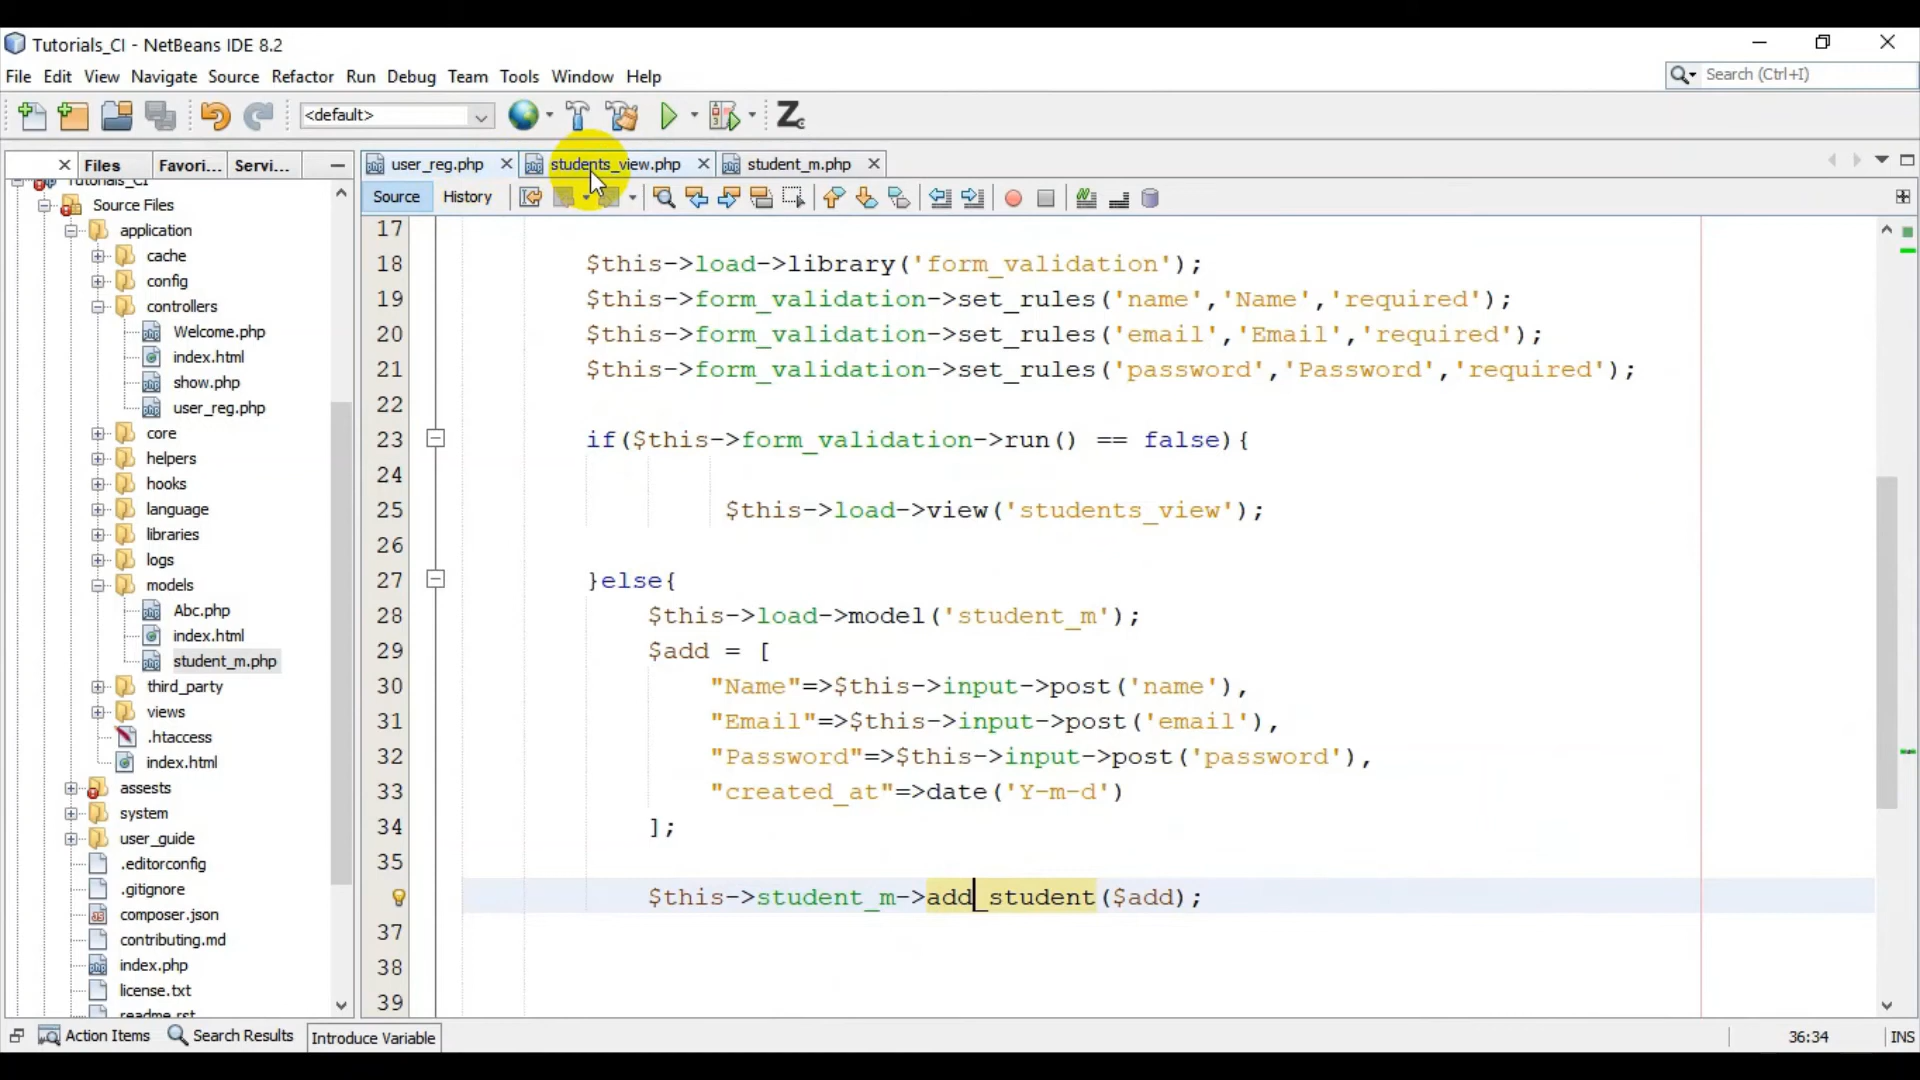 Tutorials_CI - NetBeans IDE 8.2
File Edit View Navigate Source Refactor Run Debug Team Tools Window Help
Search (Ctrl+I)
<default>
Files Favori... Servi...
user_reg.php students_view.php student_m.php
Source History
Tutorials_CI
Source Files
application
cache
config
controllers
Welcome.php
index.html
show.php
user_reg.php
core
helpers
hooks
language
libraries
logs
models
Abc.php
index.html
student_m.php
third_party
views
.htaccess
index.html
assests
system
user_guide
.editorconfig
.gitignore
composer.json
contributing.md
index.php
license.txt
readme.rst
17
18 $this->load->library('form_validation');
19 $this->form_validation->set_rules('name','Name','required');
20 $this->form_validation->set_rules('email','Email','required');
21 $this->form_validation->set_rules('password','Password','required');
22
23 if($this->form_validation->run() == false){
24
25 $this->load->view('students_view');
26
27 }else{
28 $this->load->model('student_m');
29 $add = [
30 "Name"=>$this->input->post('name'),
31 "Email"=>$this->input->post('email'),
32 "Password"=>$this->input->post('password'),
33 "created_at"=>date('Y-m-d')
34 ];
35
$this->student_m->add_student($add);
37
38
39
Action Items Search Results Introduce Variable
36:34 INS